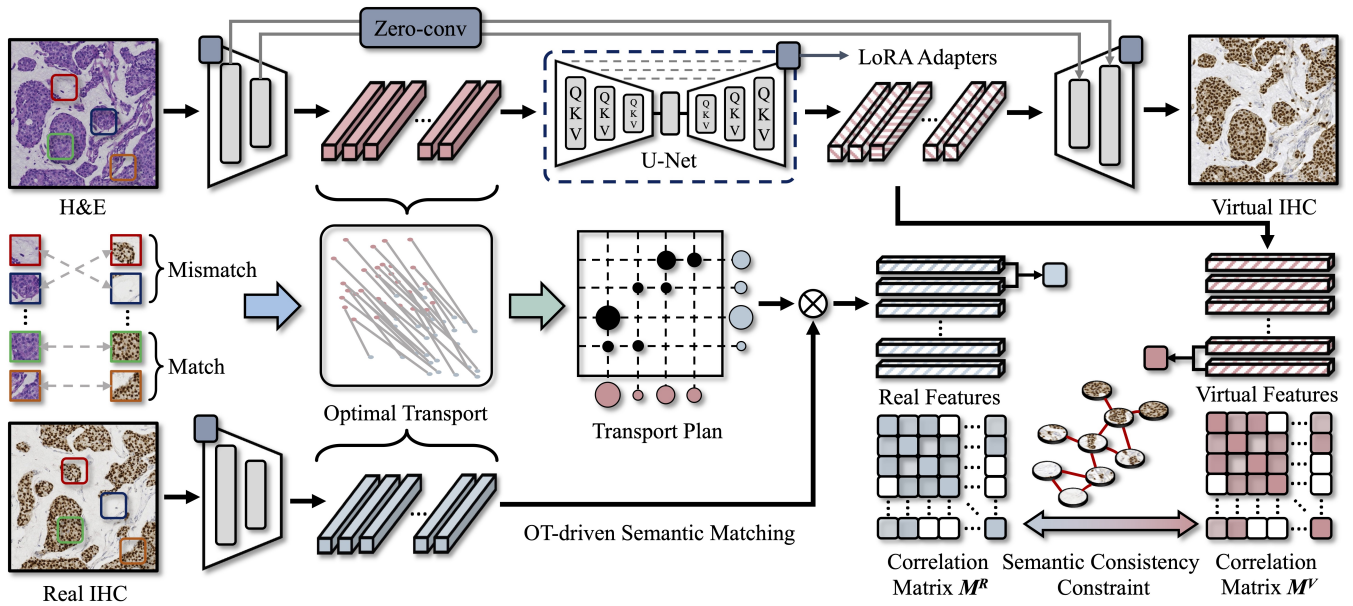 Zero-conv
LoRA Adapters
Q
K
V
Q
K
V
Q
K
V
Q
K
V
Q
K
V
Q
K
V
U-Net
H&E
Virtual IHC
Mismatch
Match
Optimal Transport
Transport Plan
Real Features
Virtual Features
OT-driven Semantic Matching
Real IHC
Correlation
Matrix M^R
Semantic Consistency
Constraint
Correlation
Matrix M^V